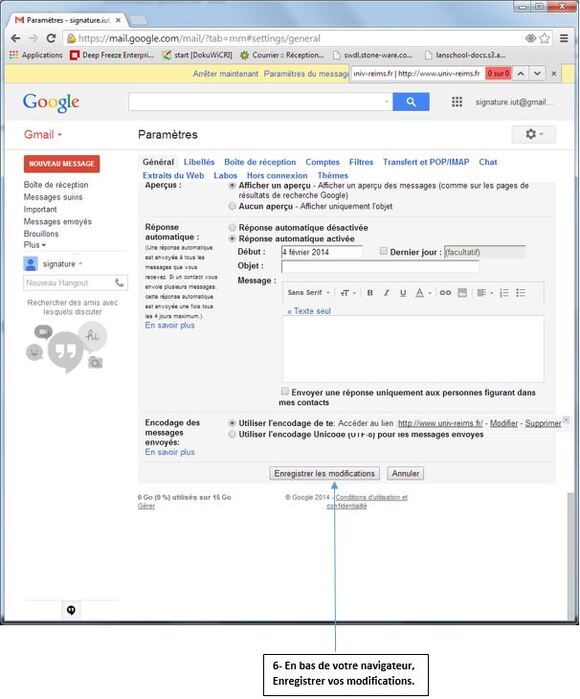 Paramètres - signature.iut
https://mail.google.com/mail/?tab=mm#settings/general
Applications Deep Freeze Enterpri... start [DokuWiCRI] Courrier :: Réception... swdl.stone-ware.co... lanschool-docs.s3.a...
Arrêter maintenant Paramètres du message
univ-reims.fr | http://www.univ-reims.fr 0 sur 0
Google
signature.iut@gmail...
Gmail
Paramètres
NOUVEAU MESSAGE
Boîte de réception
Messages suivis
Important
Messages envoyés
Brouillons
Plus
signature
Nouveau Hangout
Rechercher des amis avec
lesquels discuter
hi
Général Libellés Boîte de réception Comptes Filtres Transfert et POP/IMAP Chat
Extraits du Web Labos Hors connexion Thèmes
Aperçus :
Afficher un aperçu - Afficher un aperçu des messages (comme sur les pages de
résultats de recherche Google)
Aucun aperçu - Afficher uniquement l'objet
Réponse
automatique :
(Une réponse automatique
est envoyée à tous les
messages que vous
recevez. Si un contact vous
envoie plusieurs messages,
cette réponse automatique
est envoyée une fois tous
les 4 jours maximum.)
En savoir plus
Réponse automatique désactivée
Réponse automatique activée
Début : 4 février 2014 Dernier jour : (facultatif)
Objet :
Message :
Sans Serif B I U A
« Texte seul
Envoyer une réponse uniquement aux personnes figurant dans
mes contacts
Encodage des
messages
envoyés:
En savoir plus
Utiliser l'encodage de te: Accéder au lien :http://www.univ-reims.fr/ - Modifier - Supprimer
Utiliser l'encodage Unicode (UTF-8) pour les messages envoyés
Enregistrer les modifications Annuler
0 Go (0 %) utilisés sur 15 Go
Gérer
© Google 2014 - Conditions d'utilisation et
confidentialité
6- En bas de votre navigateur,
Enregistrer vos modifications.